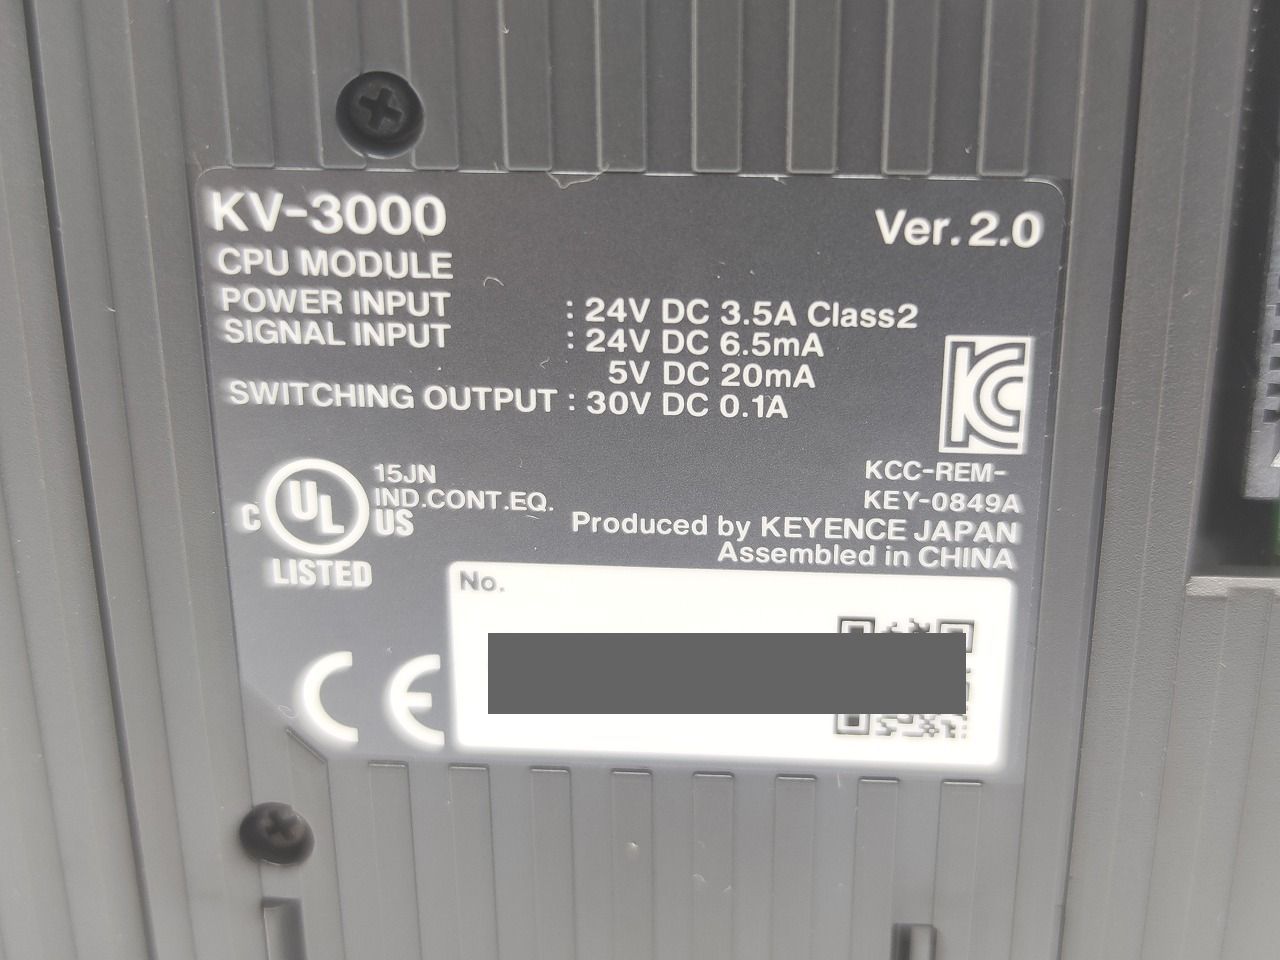 KV-3000
Ver. 2.0
CPU MODULE
POWER INPUT : 24V DC 3.5A Class2
SIGNAL INPUT : 24V DC 6.5mA
5V DC 20mA
SWITCHING OUTPUT : 30V DC 0.1A
KC
KCC-REM-
KEY-0849A
C UL US
LISTED
15JN
IND.CONT.EQ.
Produced by KEYENCE JAPAN
Assembled in CHINA
CE
No.